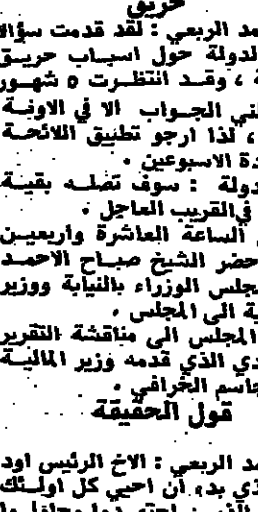 حريق
مد الربعي : لقد قدمت سؤالا
لدولة حول اسباب حريق
ة ، وقد انتظرت ٥ شهور
ني الجواب الا في الاونة
، لذا ارجو تطبيق اللائحة
دة الاسبوعين .
دولة : سوف تصله بقية
في القريب العاجل .
الساعة العاشرة واربعين
حضر الشيخ صباح الاحمد
جلس الوزراء بالنيابة ووزير
ية الى المجلس .
المجلس الى مناقشة التقرير
دي الذي قدمه وزير المالية
جاسم الخرافي .
قول الحقيقة
مد الربعي : الاخ الرئيس اود
ذي بدء ان احيي كل اولئك